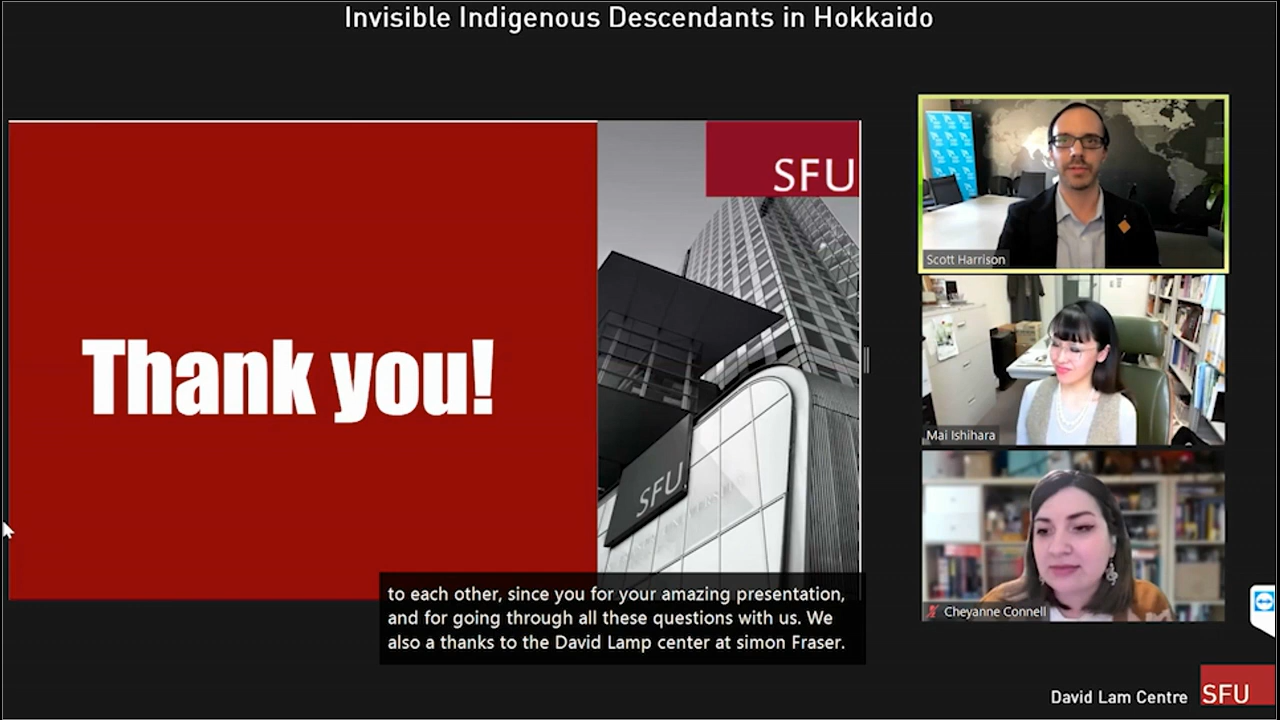 Invisible Indigenous Descendants in Hokkaido
SFU
Thank you!
SFU
Scott Harrison
Mai Ishihara
Cheyanne Connell
to each other, since you for your amazing presentation,
and for going through all these questions with us. We
also a thanks to the David Lamp center at simon Fraser.
David Lam Centre
SFU